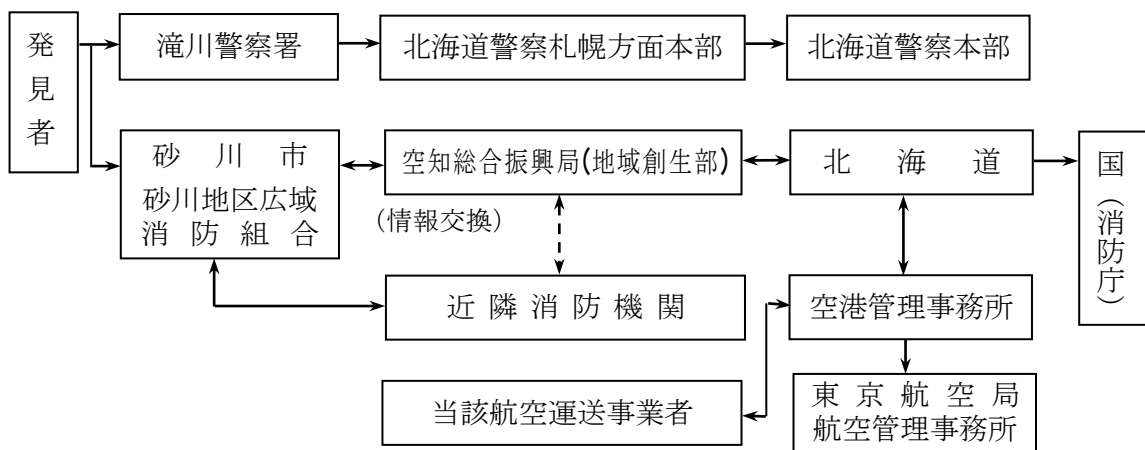 発見者
滝川警察署
北海道警察札幌方面本部
北海道警察本部
砂川市
砂川地区広域
消防組合
空知総合振興局(地域創生部)
北海道
国(消防庁)
(情報交換)
近隣消防機関
空港管理事務所
当該航空運送事業者
東京航空局
航空管理事務所